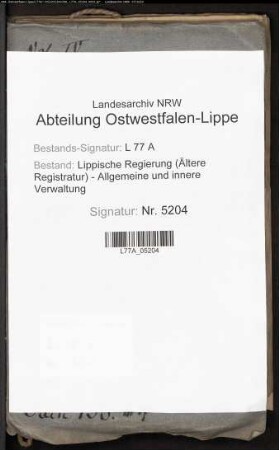 Landesarchiv NRW
Abteilung Ostwestfalen-Lippe
Bestands-Signatur: L 77 A
Bestand: Lippische Regierung (Ältere
Registratur) - Allgemeine und innere
Verwaltung
Signatur: Nr. 5204
L77A_05204